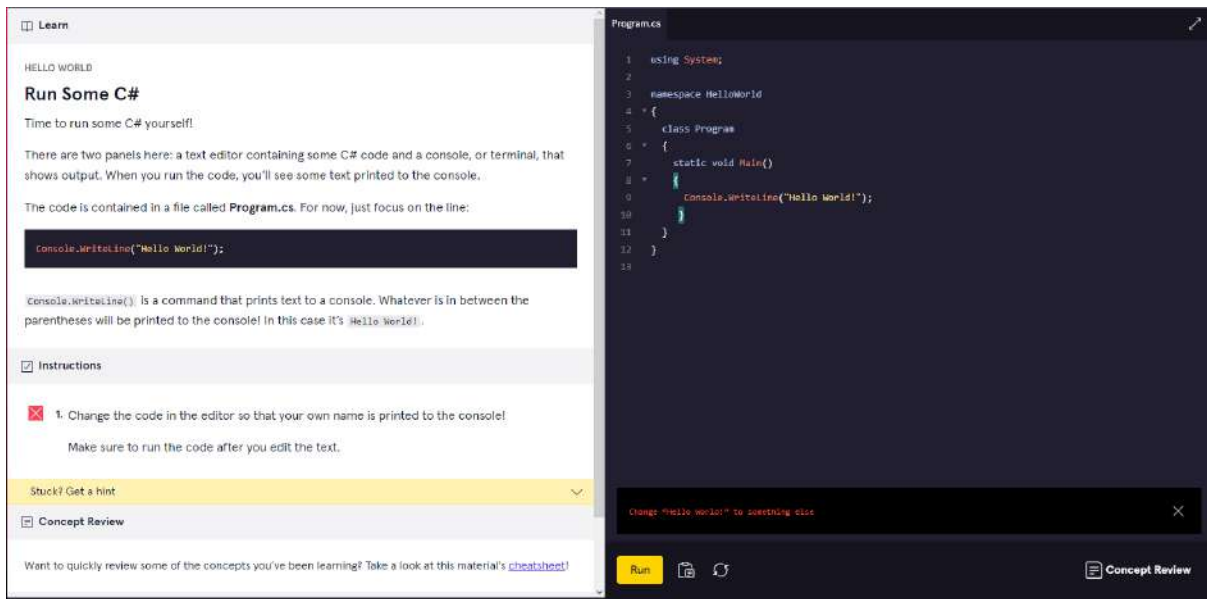 Learn
HELLO WORLD
Run Some C#
Time to run some C# yourself!
There are two panels here: a text editor containing some C# code and a console, or terminal, that
shows output. When you run the code, you'll see some text printed to the console.
The code is contained in a file called Program.cs. For now, just focus on the line:
Console.WriteLine("Hello World!");
Console.WriteLine() is a command that prints text to a console. Whatever is in between the
parentheses will be printed to the console! In this case it's Hello World! .
Instructions
1. Change the code in the editor so that your own name is printed to the console!
Make sure to run the code after you edit the text.
Stuck? Get a hint
Concept Review
Want to quickly review some of the concepts you've been learning? Take a look at this material's cheatsheet!
Program.cs
1 using System;
2
3 namespace HelloWorld
4 {
5 class Program
6 {
7 static void Main()
8 {
9 Console.WriteLine("Hello World!");
10 }
11 }
12 }
13
Change "Hello World!" to something else
Run
Concept Review